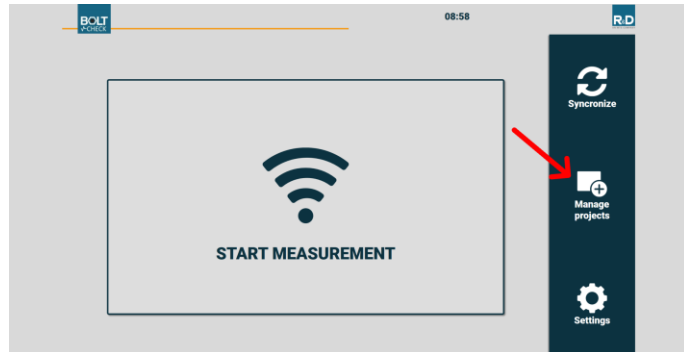 BOLT
✓-CHECK
08:58
R&D
Syncronize
START MEASUREMENT
Manage
projects
Settings